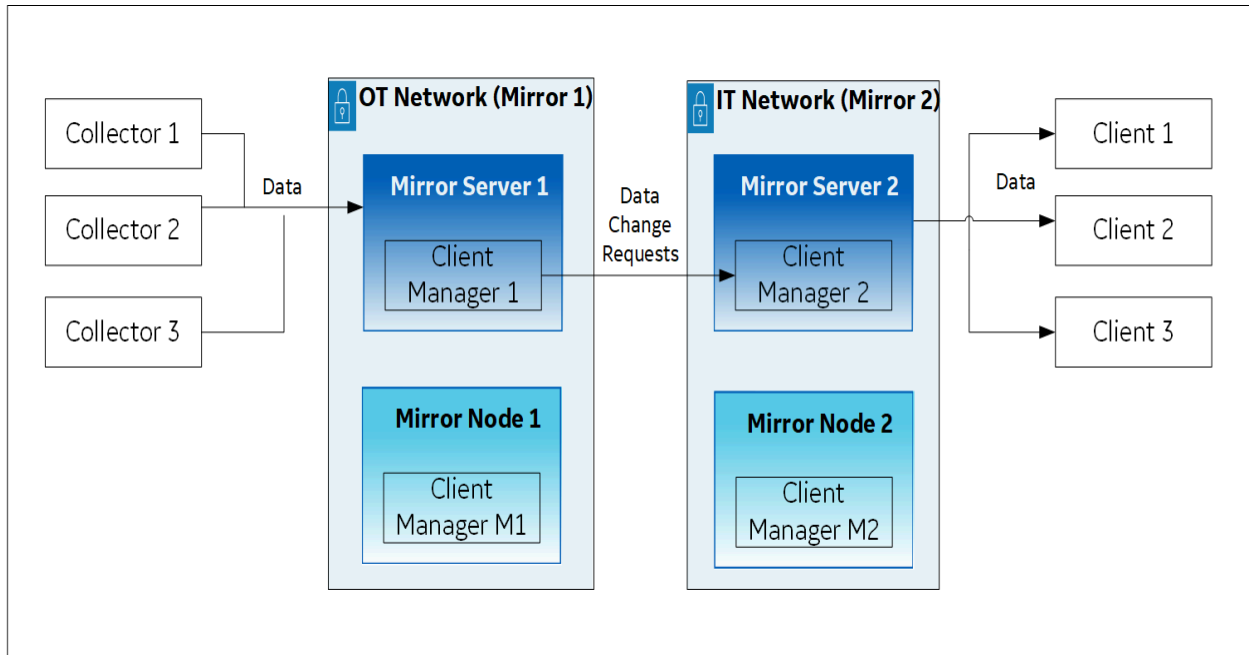 Collector 1
Collector 2
Collector 3
Data
OT Network (Mirror 1)
Mirror Server 1
Client
Manager 1
Mirror Node 1
Client
Manager M1
Data
Change
Requests
IT Network (Mirror 2)
Mirror Server 2
Client
Manager 2
Mirror Node 2
Client
Manager M2
Data
Client 1
Client 2
Client 3